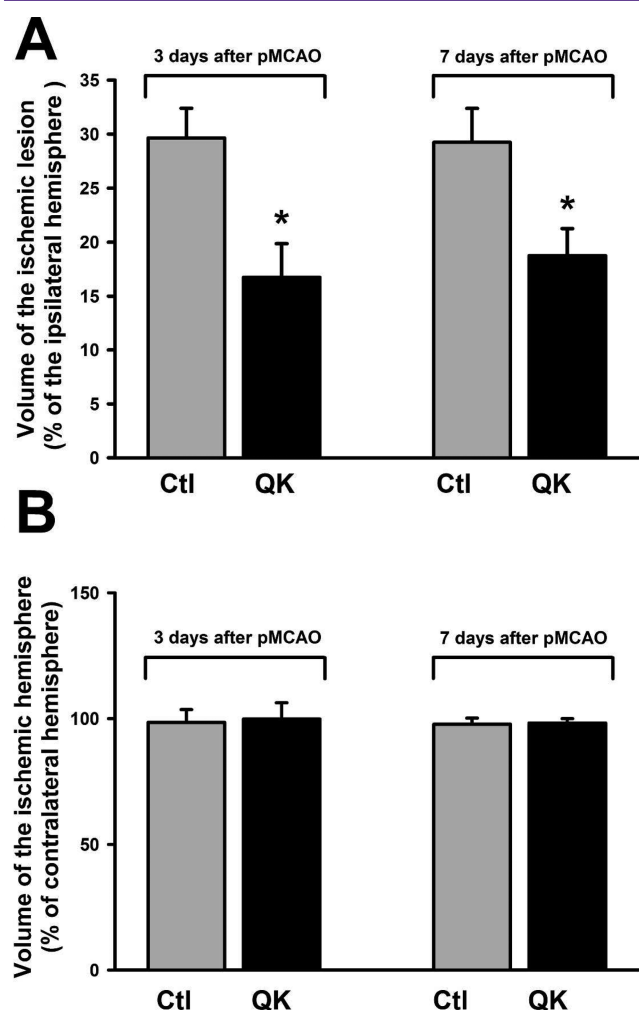 A
3 days after pMCAO
7 days after pMCAO
Volume of the ischemic lesion
(% of the ipsilateral hemisphere )
35
30
25
20
15
10
5
0
*
*
Ctl
QK
Ctl
QK
B
3 days after pMCAO
7 days after pMCAO
Volume of the ischemic hemisphere
(% of contralateral hemisphere)
150
100
50
0
Ctl
QK
Ctl
QK